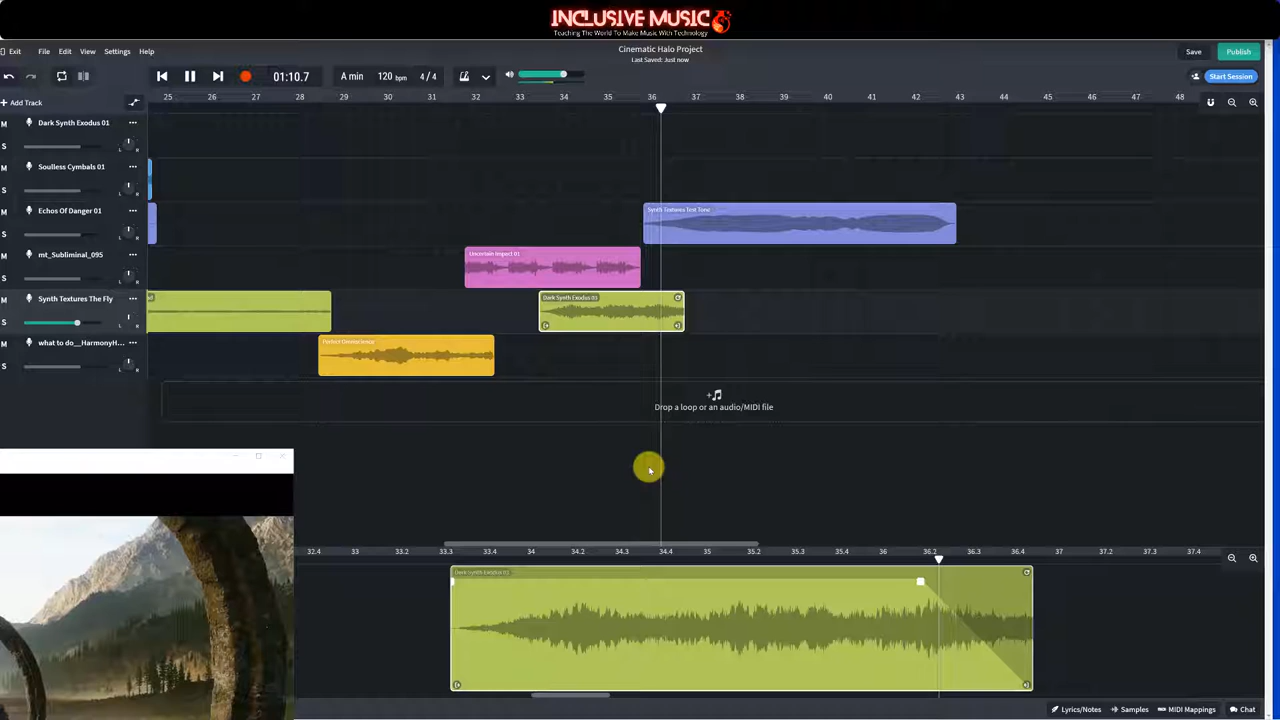 INCLUSIVE MUSIC
Teaching The World To Make Music With Technology
Exit File Edit View Settings Help
Cinematic Halo Project
Last Saved: Just now
Save Publish
01:10.7 A min 120 bpm 4 / 4
Start Session
Add Track
25 26 27 28 29 30 31 32 33 34 35 36 37 38 39 40 41 42 43 44 45 46 47 48
M Dark Synth Exodus 01
S L R
M Soulless Cymbals 01
S L R
M Echos Of Danger 01
S L R
Synth Textures Test Tone
M mt_Subliminal_095
S L R
Uncertain Impact 01
M Synth Textures The Fly
S L R
Dark Synth Exodus 03
M what to do__HarmonyH...
S L R
Perfect Omniscience
Drop a loop or an audio/MIDI file
32.4 33 33.2 33.3 33.4 34 34.2 34.3 34.4 35 35.2 35.3 35.4 36 36.2 36.3 36.4 37 37.2 37.3 37.4
Lyrics/Notes Samples MIDI Mappings Chat